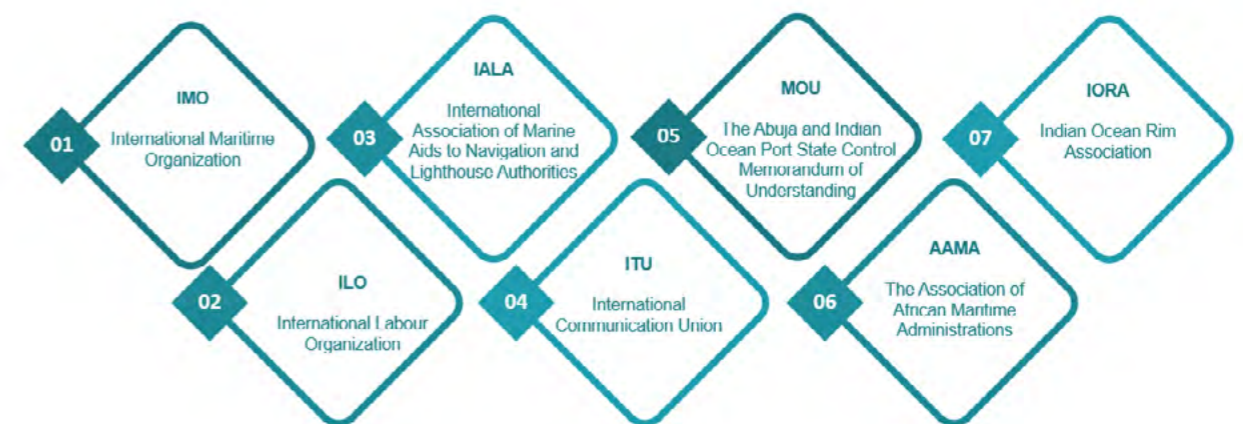 01
IMO
International Maritime
Organization
02
ILO
International Labour
Organization
03
IALA
International
Association of Marine
Aids to Navigation and
Lighthouse Authorities
04
ITU
International
Communication Union
05
MOU
The Abuja and Indian
Ocean Port State Control
Memorandum of
Understanding
06
AAMA
The Association of
African Maritime
Administrations
07
IORA
Indian Ocean Rim
Association